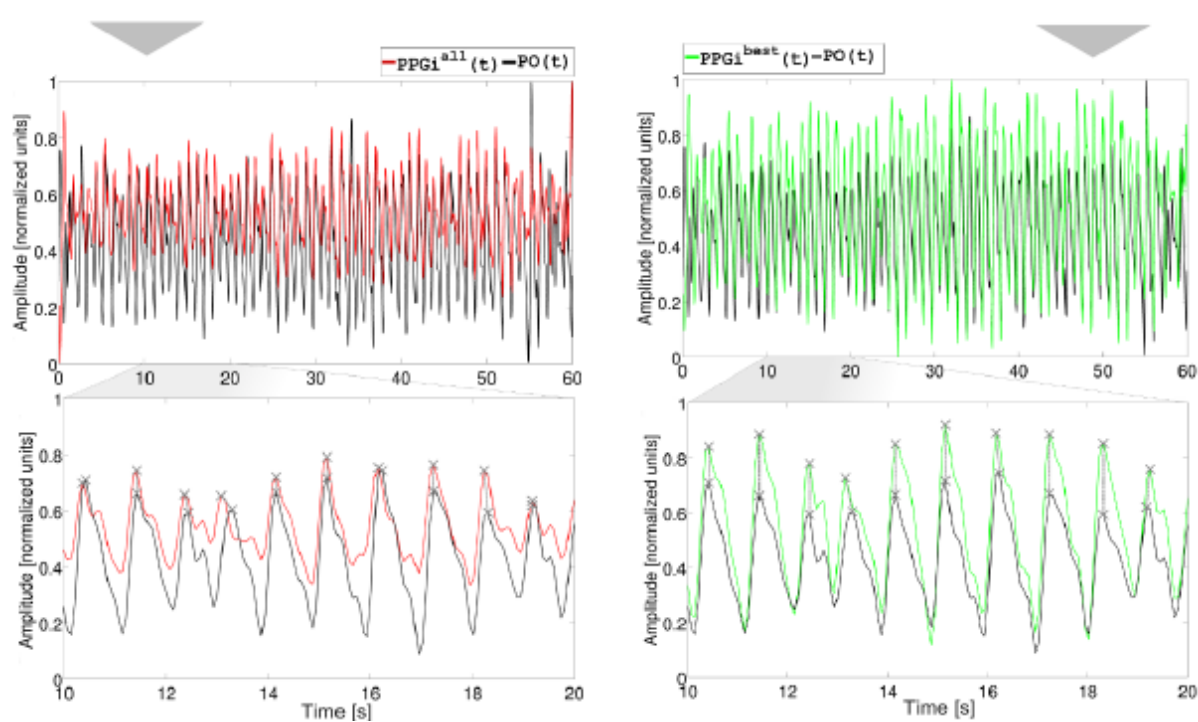 PPGi^all(t) PO(t)
PPGi^best(t) PO(t)
Amplitude [normalized units]
1
0.8
0.6
0.4
0.2
0
0 10 20 30 40 50 60
Amplitude [normalized units]
1
0.8
0.6
0.4
0.2
0
0 10 20 30 40 50 60
Amplitude [normalized units]
1
0.8
0.6
0.4
0.2
0
10 12 14 16 18 20
Time [s]
Amplitude [normalized units]
1
0.8
0.6
0.4
0.2
0
10 12 14 16 18 20
Time [s]